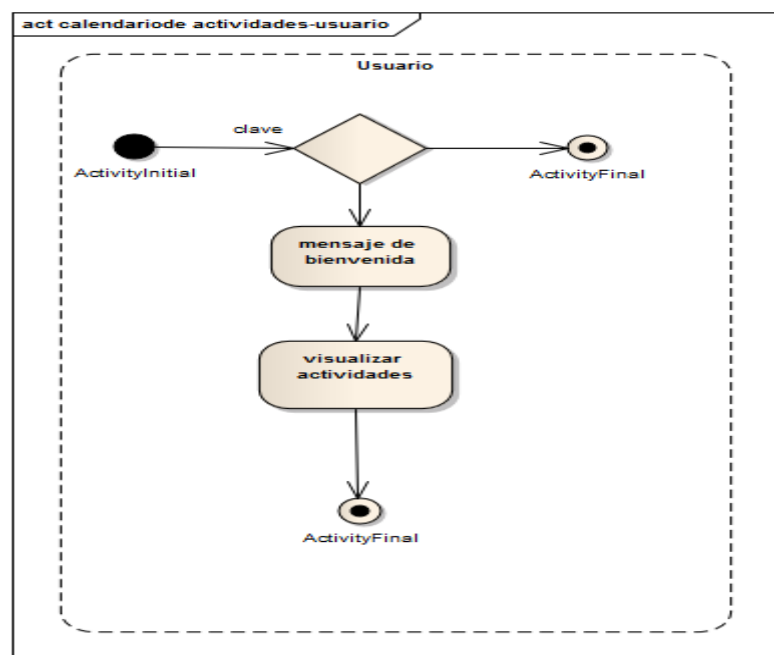 act calendariode actividades-usuario
Usuario
clave
ActivityInitial
ActivityFinal
mensaje de
bienvenida
visualizar
actividades
ActivityFinal